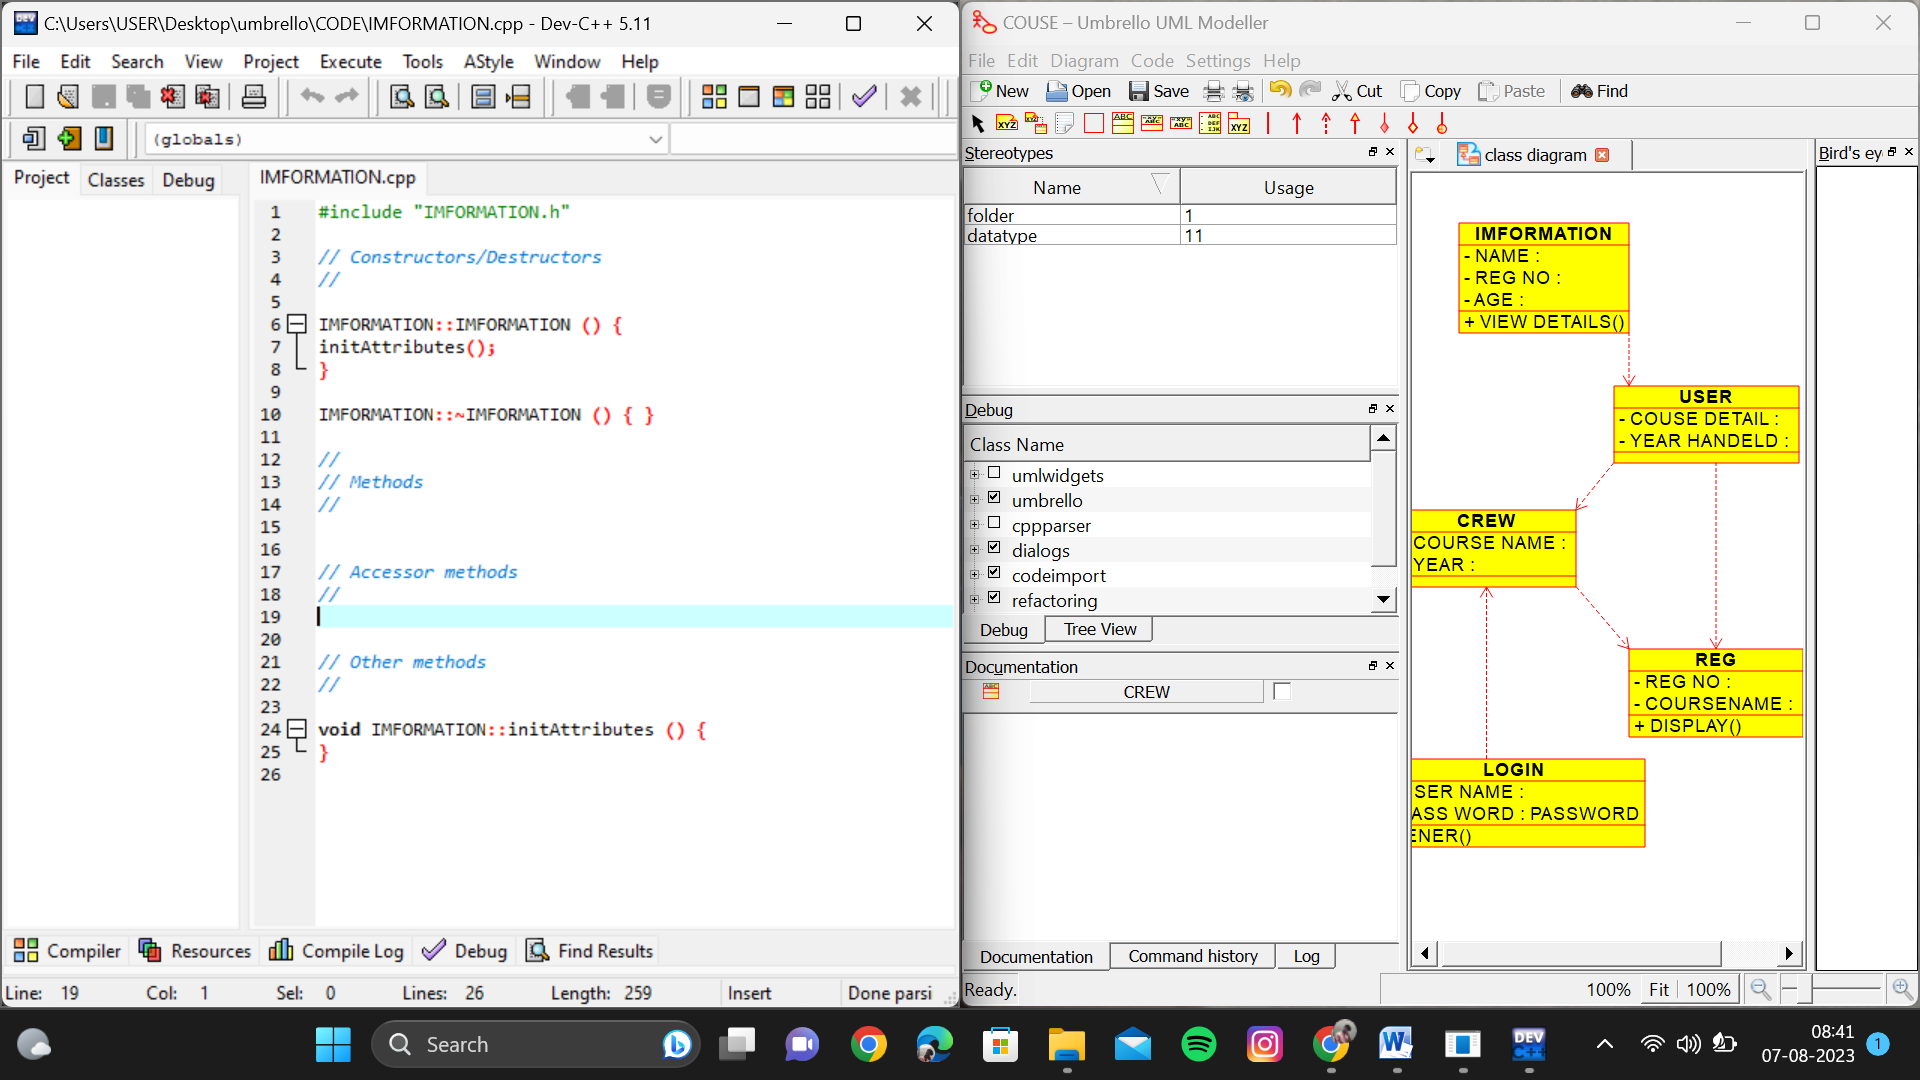 C:\Users\USER\Desktop\umbrello\CODE\IMFORMATION.cpp - Dev-C++ 5.11
File Edit Search View Project Execute Tools AStyle Window Help
(globals)
Project Classes Debug
IMFORMATION.cpp
1 #include "IMFORMATION.h"
2
3 // Constructors/Destructors
4 //
5
6 IMFORMATION::IMFORMATION () {
7 initAttributes();
8 }
9
10 IMFORMATION::~IMFORMATION () { }
11
12 //
13 // Methods
14 //
15
16
17 // Accessor methods
18 //
19
20
21 // Other methods
22 //
23
24 void IMFORMATION::initAttributes () {
25 }
26
Compiler Resources Compile Log Debug Find Results
Line: 19 Col: 1 Sel: 0 Lines: 26 Length: 259 Insert Done parsi
COUSE – Umbrello UML Modeller
File Edit Diagram Code Settings Help
New Open Save Cut Copy Paste Find
Stereotypes
Name Usage
folder 1
datatype 11
Debug
Class Name
umlwidgets
umbrello
cppparser
dialogs
codeimport
refactoring
Debug Tree View
Documentation
CREW
Documentation Command history Log
Ready.
class diagram
IMFORMATION
- NAME :
- REG NO :
- AGE :
+ VIEW DETAILS()
USER
- COUSE DETAIL :
- YEAR HANDELD :
CREW
COURSE NAME :
YEAR :
REG
- REG NO :
- COURSENAME :
+ DISPLAY()
LOGIN
SER NAME :
ASS WORD : PASSWORD
ENER()
Bird's ey
100% Fit 100%
Search
DEV
C++
08:41
07-08-2023
1